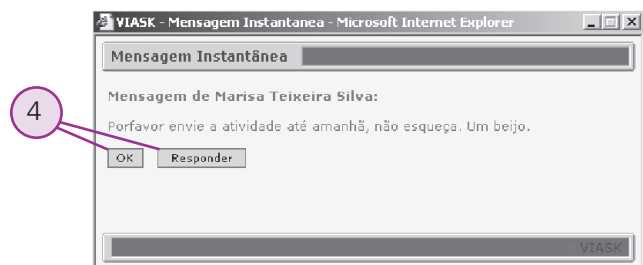 VIASK - Mensagem Instantanea - Microsoft Internet Explorer
Mensagem Instantânea
Mensagem de Marisa Teixeira Silva:
Porfavor envie a atividade até amanhã, não esqueça. Um beijo.
4
OK Responder
VIASK